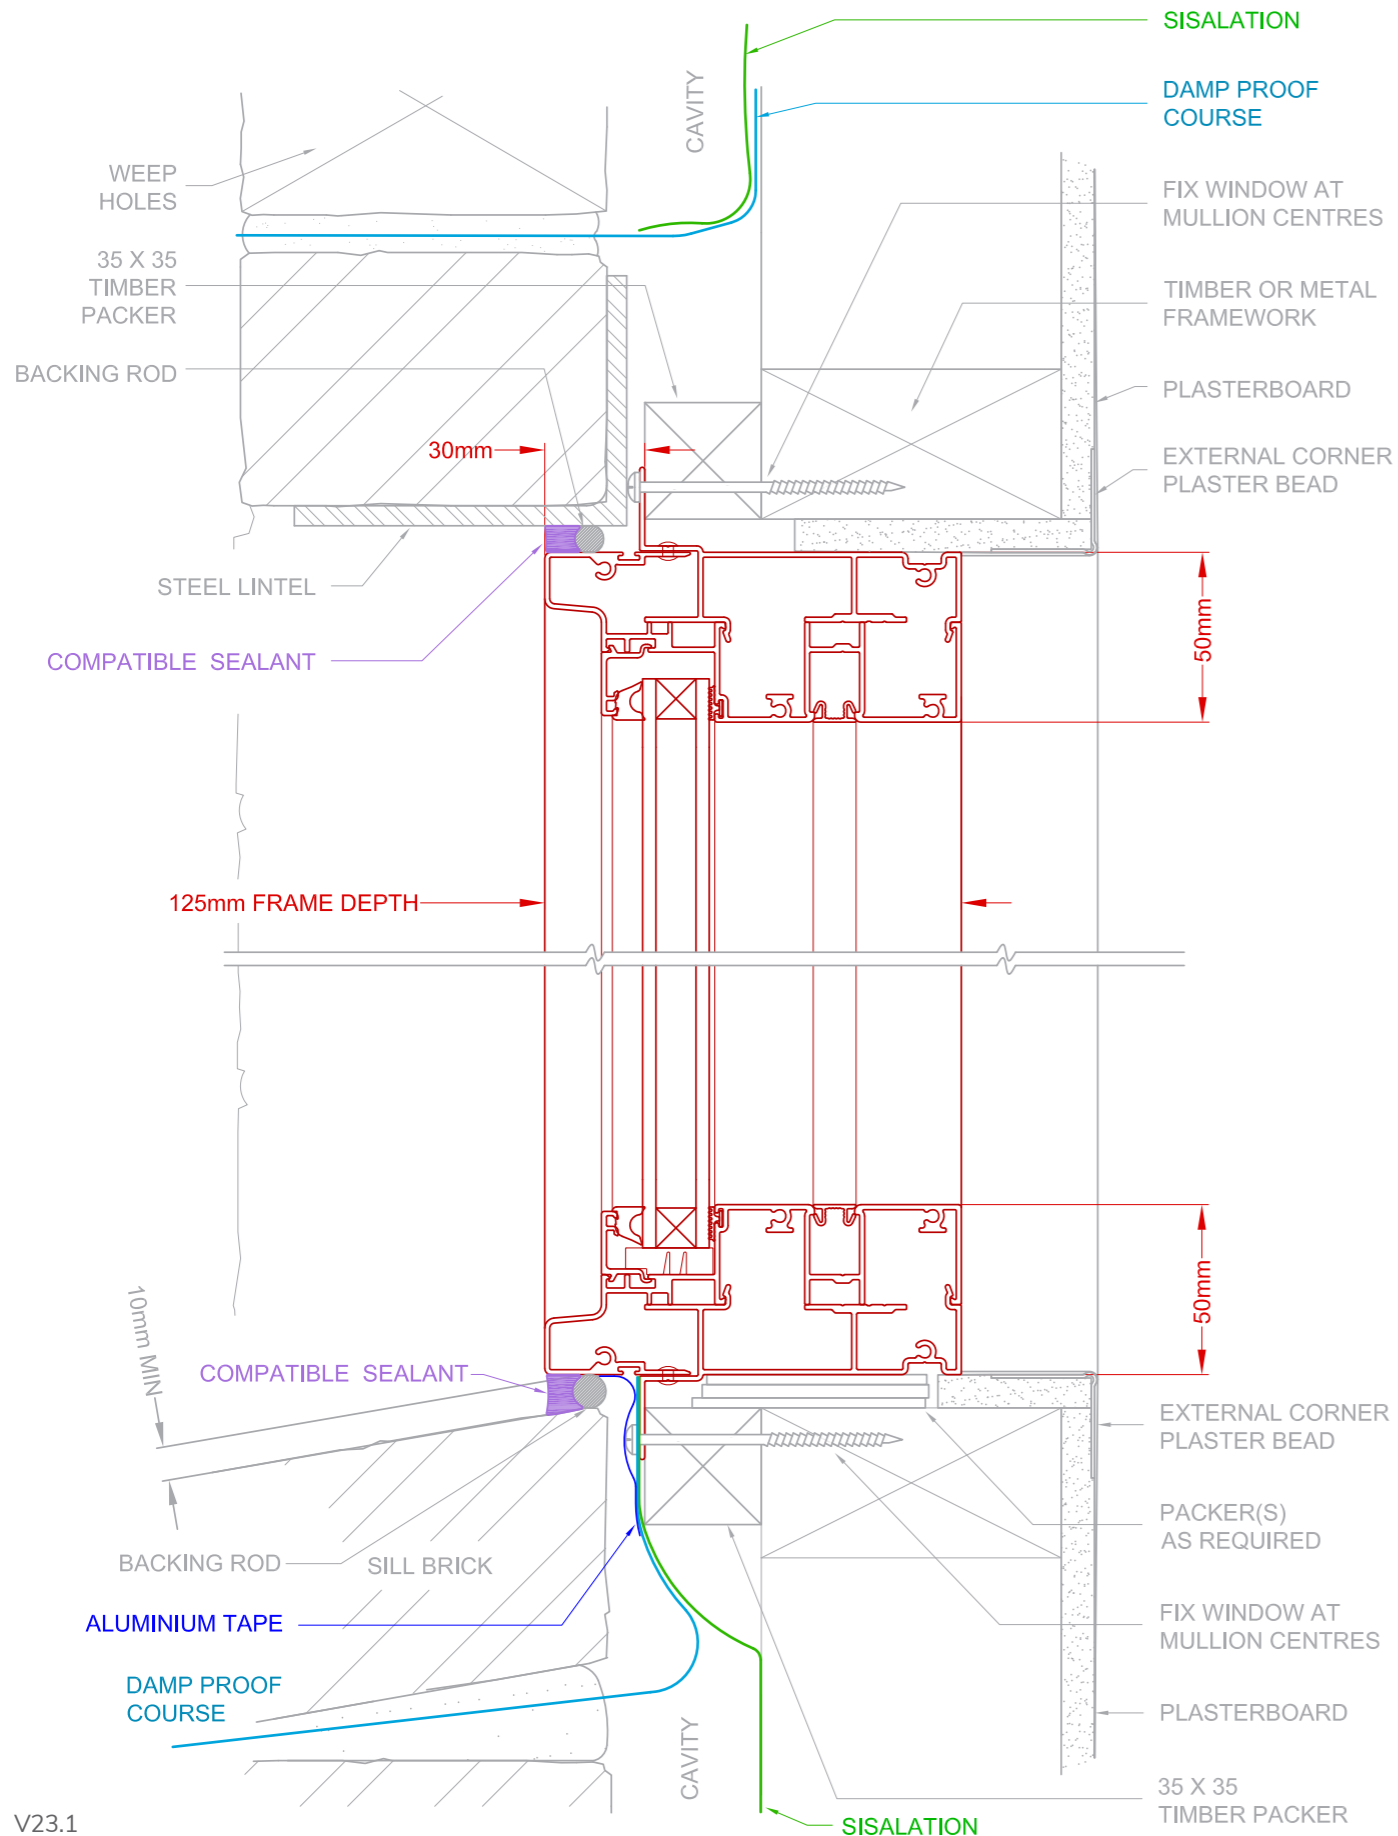 SISALATION
CAVITY
DAMP PROOF
COURSE
WEEP
HOLES
FIX WINDOW AT
MULLION CENTRES
35 X 35
TIMBER
PACKER
TIMBER OR METAL
FRAMEWORK
BACKING ROD
PLASTERBOARD
30mm
EXTERNAL CORNER
PLASTER BEAD
STEEL LINTEL
50mm
COMPATIBLE SEALANT
125mm FRAME DEPTH
50mm
10mm MIN
COMPATIBLE SEALANT
EXTERNAL CORNER
PLASTER BEAD
PACKER(S)
AS REQUIRED
BACKING ROD
SILL BRICK
ALUMINIUM TAPE
FIX WINDOW AT
MULLION CENTRES
DAMP PROOF
COURSE
PLASTERBOARD
CAVITY
35 X 35
TIMBER PACKER
V23.1
SISALATION